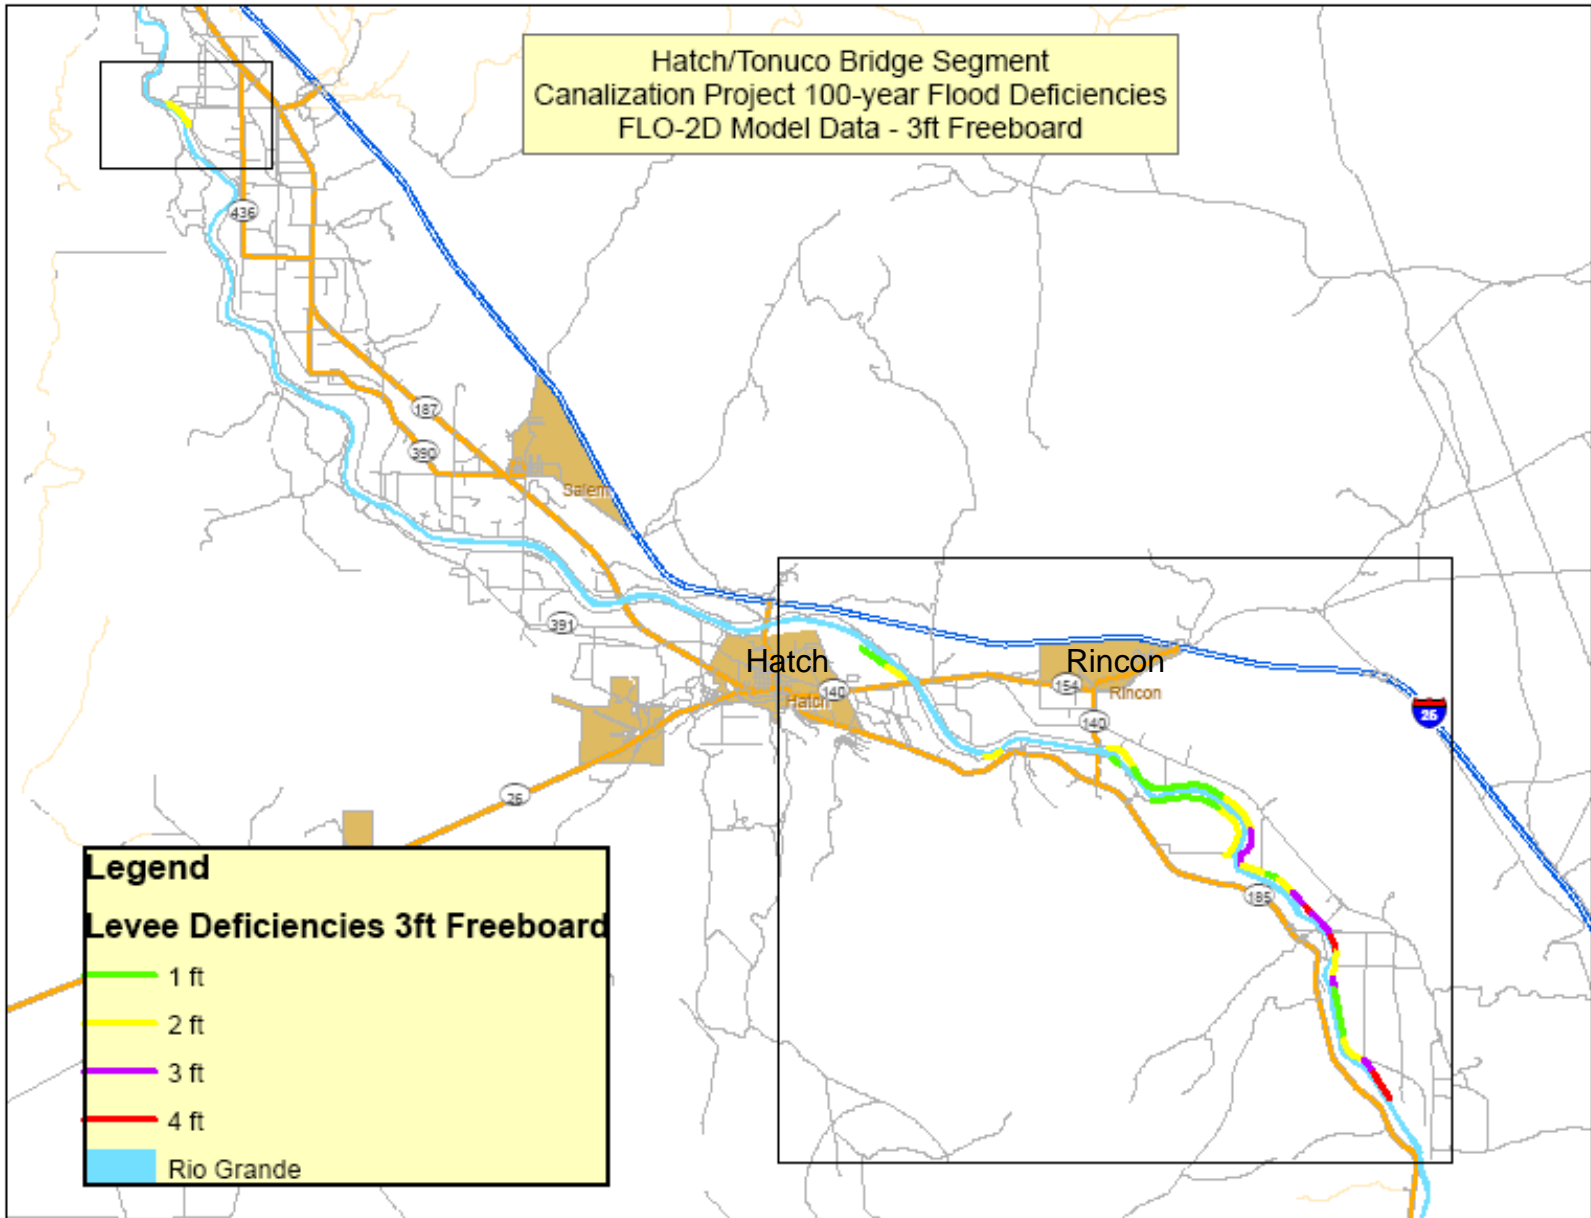 Hatch/Tonuco Bridge Segment
Canalization Project 100-year Flood Deficiencies
FLO-2D Model Data - 3ft Freeboard
436
187
390
Salem
391
Hatch
Rincon
140
154
Rincon
Hatch
140
25
26
185
Legend
Levee Deficiencies 3ft Freeboard
1 ft
2 ft
3 ft
4 ft
Rio Grande